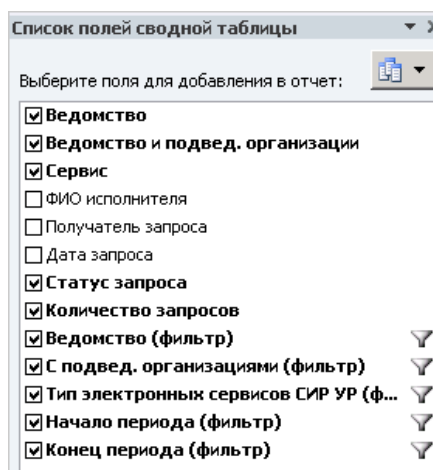 Список полей сводной таблицы
Выберите поля для добавления в отчет:
Ведомство
Ведомство и подвед. организации
Сервис
ФИО исполнителя
Получатель запроса
Дата запроса
Статус запроса
Количество запросов
Ведомство (фильтр)
С подвед. организациями (фильтр)
Тип электронных сервисов СИР УР (ф...
Начало периода (фильтр)
Конец периода (фильтр)